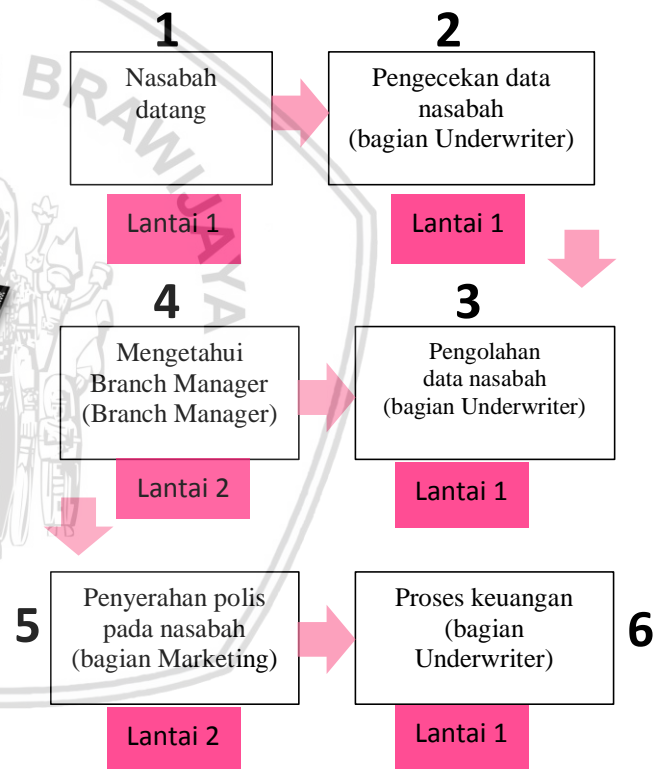 BRAWIJAYA
1
Nasabah
datang
Lantai 1
2
Pengecekan data
nasabah
(bagian Underwriter)
Lantai 1
3
Pengolahan
data nasabah
(bagian Underwriter)
Lantai 1
4
Mengetahui
Branch Manager
(Branch Manager)
Lantai 2
5
Penyerahan polis
pada nasabah
(bagian Marketing)
Lantai 2
6
Proses keuangan
(bagian
Underwriter)
Lantai 1